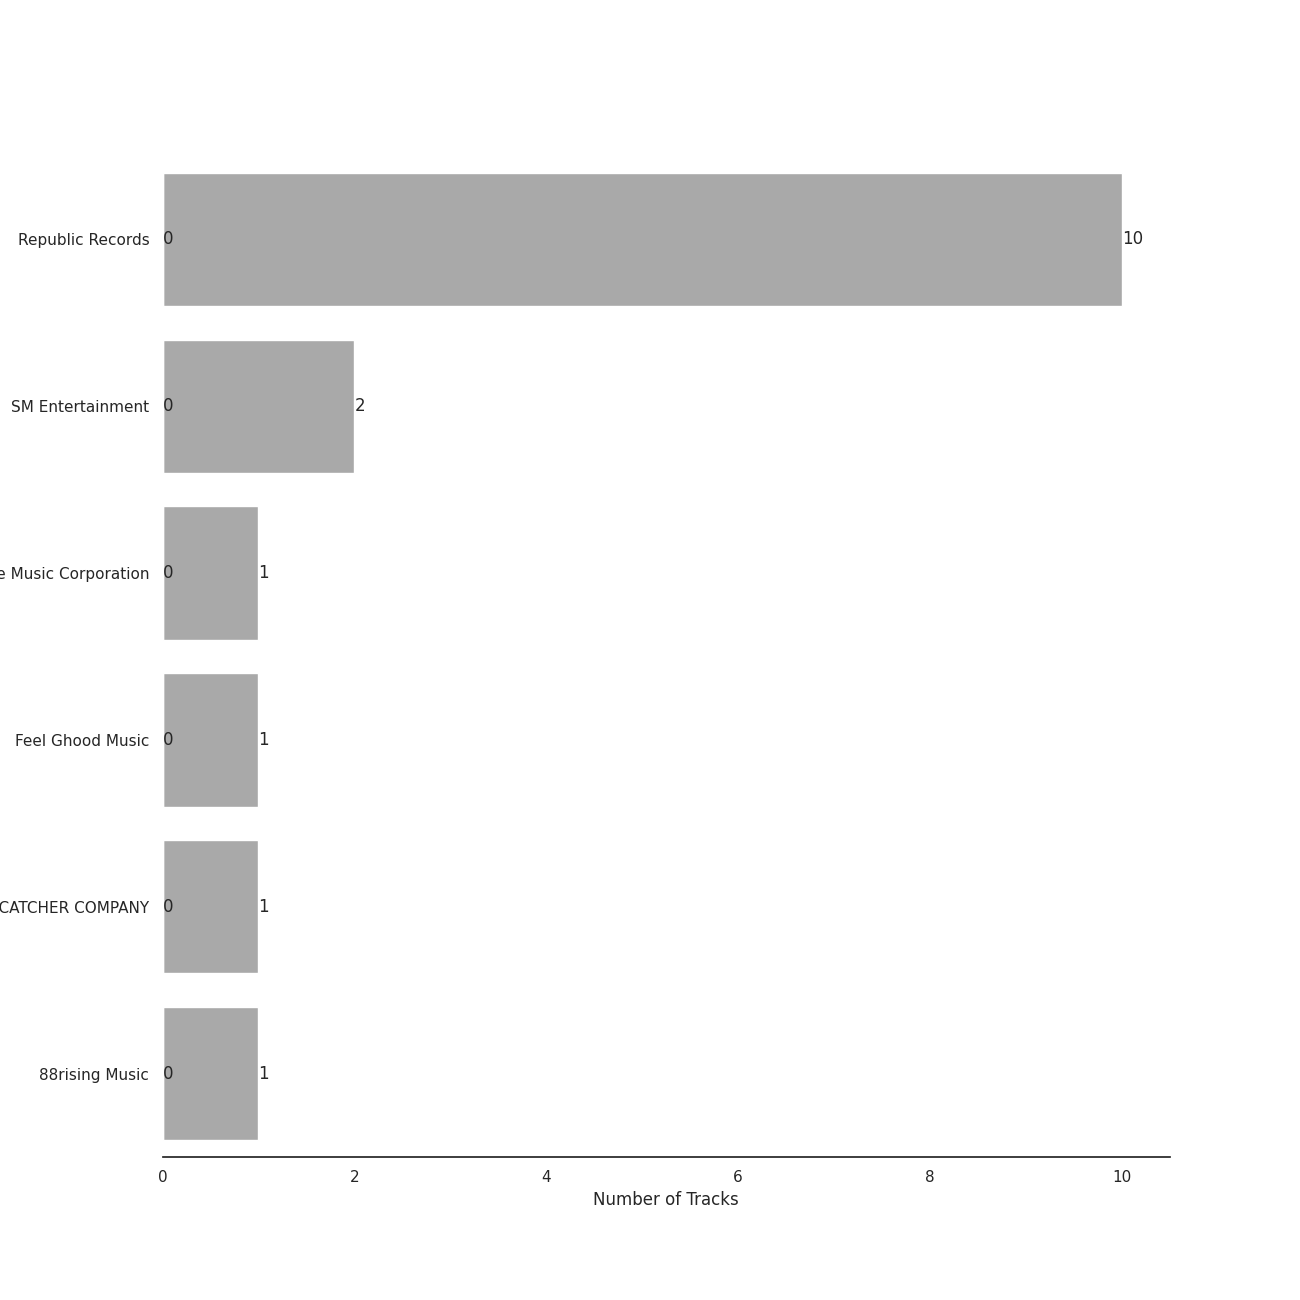 Republic Records 0 10
SM Entertainment 0 2
e Music Corporation 0 1
Feel Ghood Music 0 1
CATCHER COMPANY 0 1
88rising Music 0 1
0 2 4 6 8 10
Number of Tracks